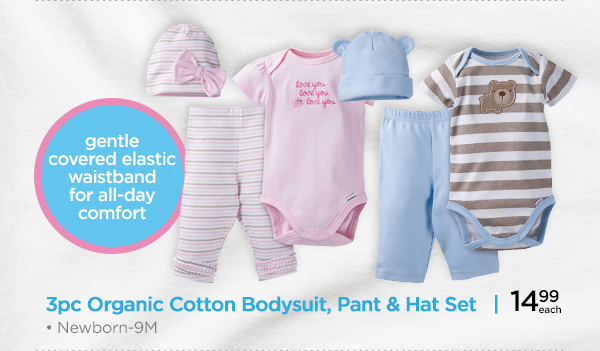 gentle
covered elastic
waistband
for all-day
comfort
love you
love you
love you
3pc Organic Cotton Bodysuit, Pant & Hat Set | 14 99 each
• Newborn-9M